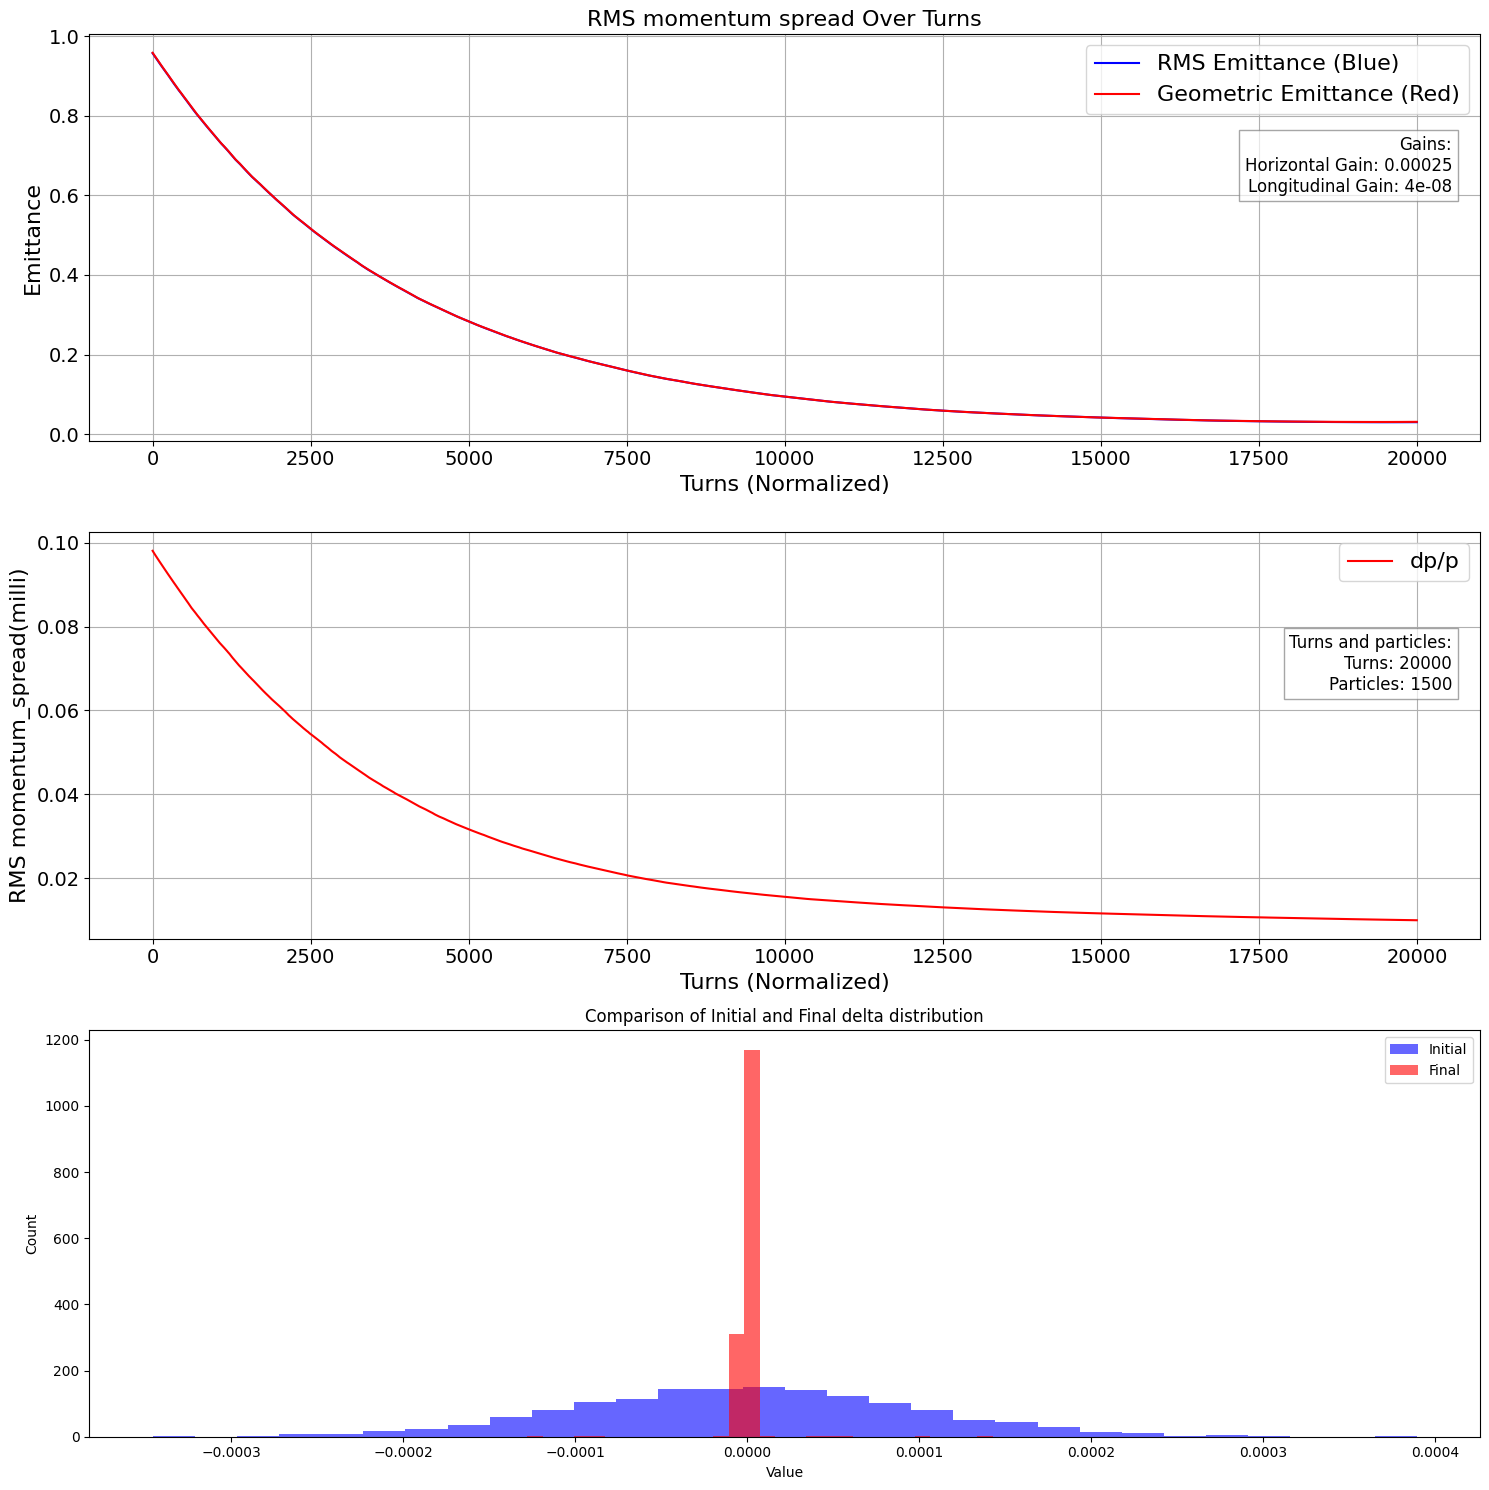 RMS momentum spread Over Turns
1.0
0.8
0.6
0.4
0.2
0.0
Emittance
RMS Emittance (Blue)
Geometric Emittance (Red)
Gains:
Horizontal Gain: 0.00025
Longitudinal Gain: 4e-08
0 2500 5000 7500 10000 12500 15000 17500 20000
Turns (Normalized)
0.10
0.08
0.06
0.04
0.02
RMS momentum_spread(milli)
dp/p
Turns and particles:
Turns: 20000
Particles: 1500
0 2500 5000 7500 10000 12500 15000 17500 20000
Turns (Normalized)
Comparison of Initial and Final delta distribution
1200
1000
800
600
400
200
0
Count
Initial
Final
−0.0003 −0.0002 −0.0001 0.0000 0.0001 0.0002 0.0003 0.0004
Value